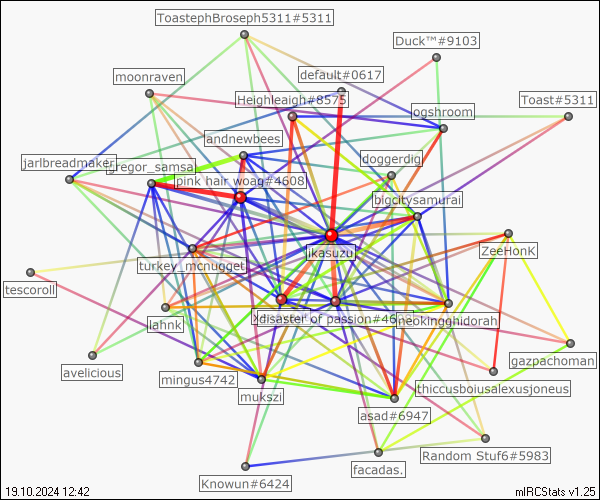 ToastephBroseph5311#5311
Duck™#9103
moonraven
default#0617
Heighleaigh#8575
Toast#5311
ogshroom
andnewbees
jarlbreadmaker
gregor_samsa
doggerdig
pink hair woag#4608
bigcitysamurai
ikasuzu
ZeeHonk
turkey_mcnugget
tescoroll
lahnk
disaster of passion#4608
neokingghidorah
gazpachoman
avelicious
mingus4742
thiccusboiusalexusjoneus
mukszi
asad#6947
Random Stuf6#5983
facadas.
Knowun#6424
19.10.2024 12:42
mIRCStats v1.25